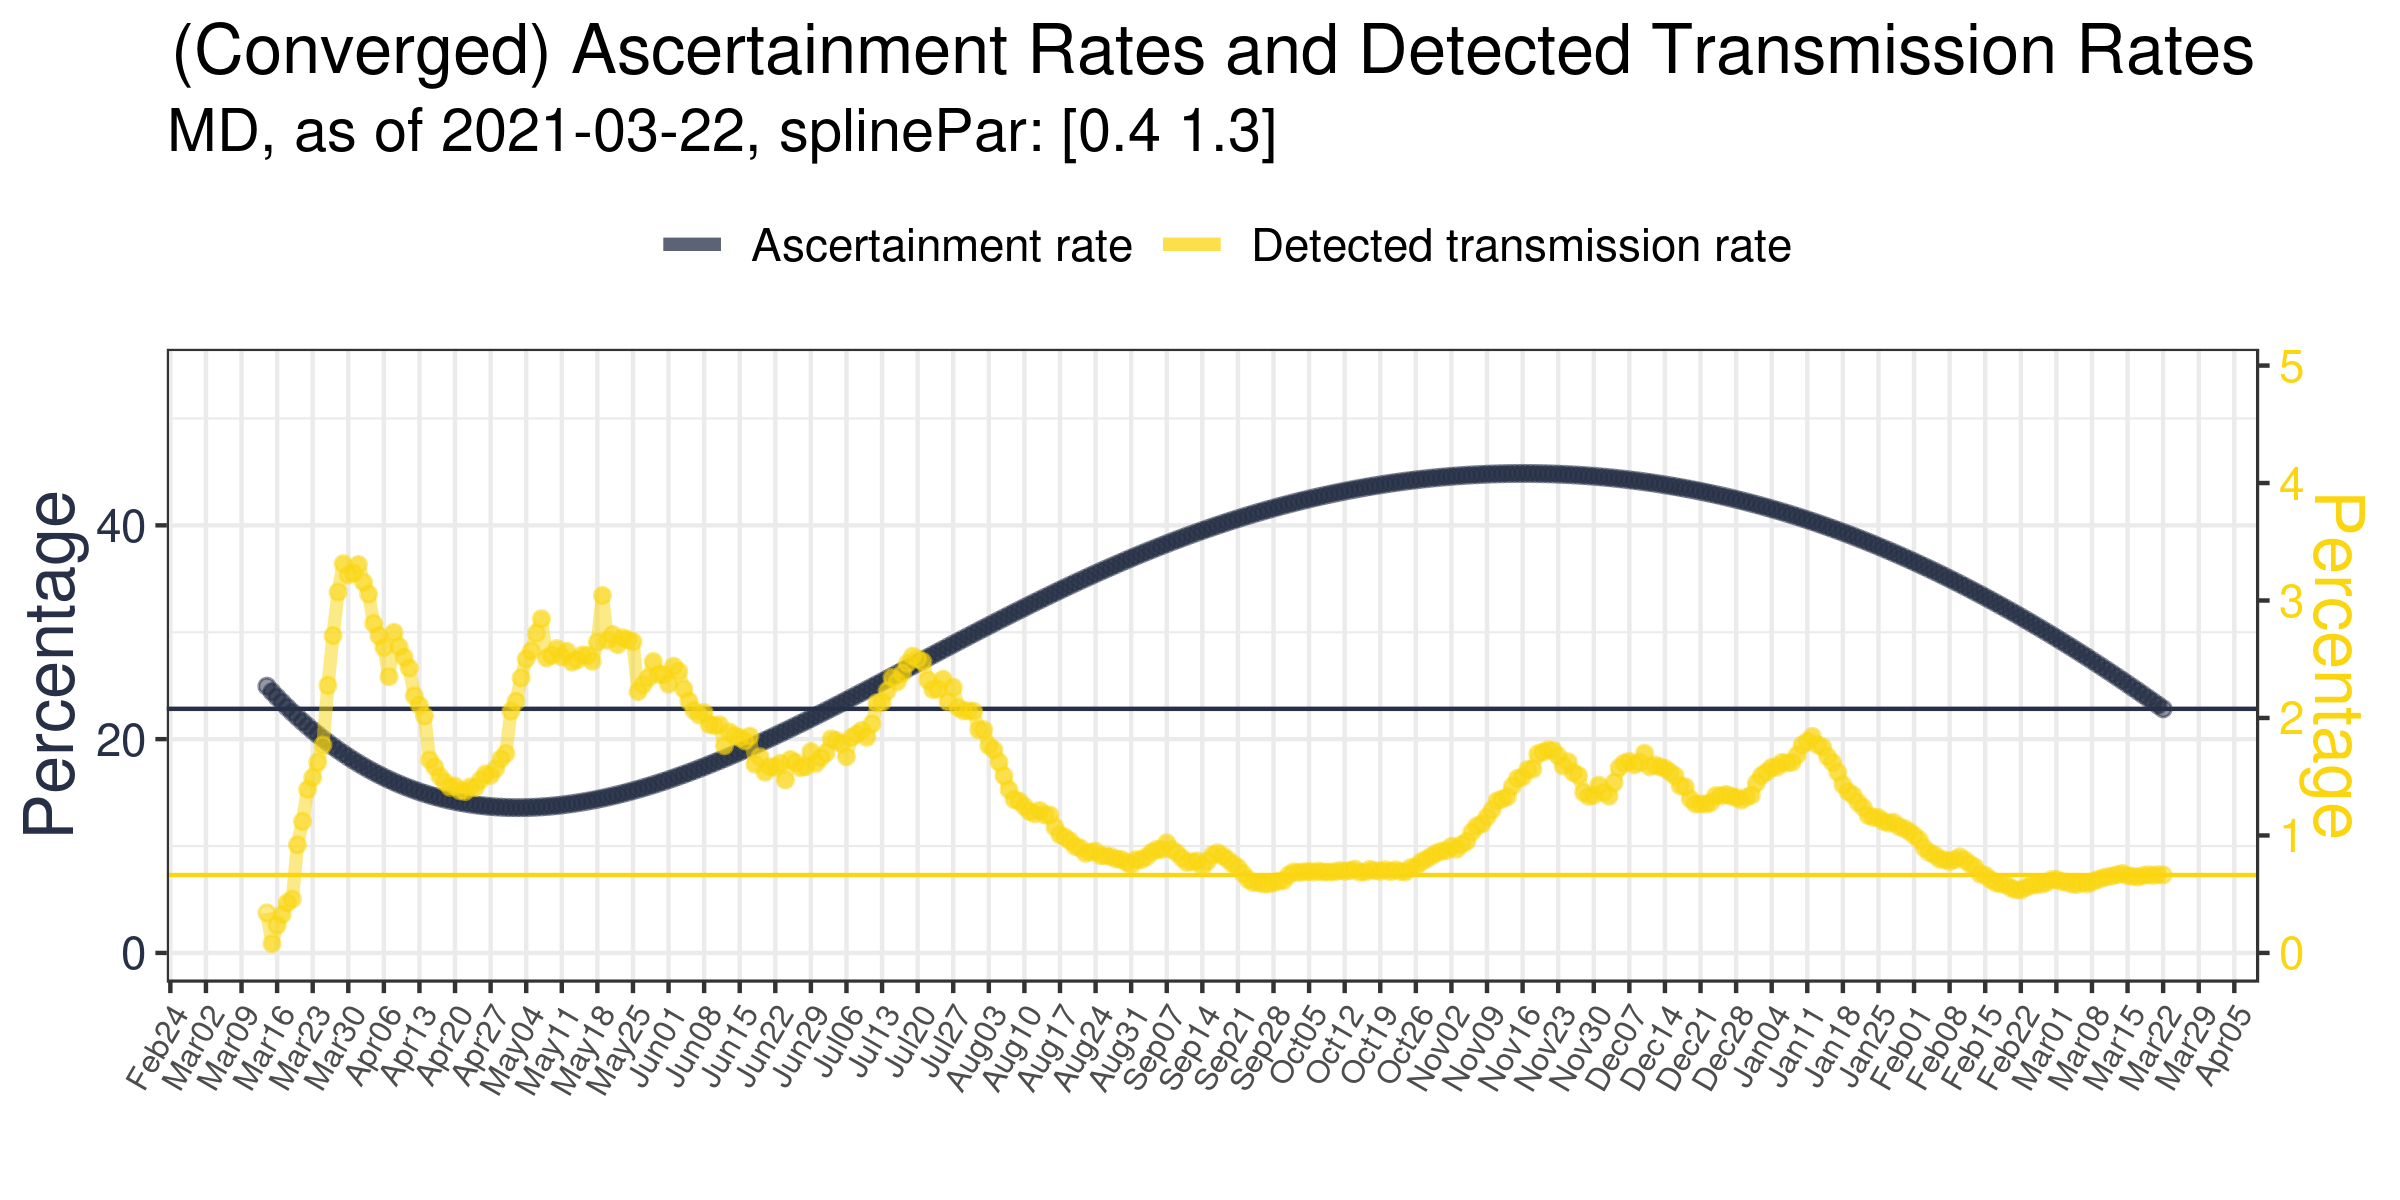 (Converged) Ascertainment Rates and Detected Transmission Rates
MD, as of 2021-03-22, splinePar: [0.4 1.3]
Ascertainment rate Detected transmission rate
Percentage
40
20
0
5
4
3
2
1
0
Percentage
Feb24 Mar02 Mar09 Mar16 Mar23 Mar30 Apr06 Apr13 Apr20 Apr27 May04 May11 May18 May25 Jun01 Jun08 Jun15 Jun22 Jun29 Jul06 Jul13 Jul20 Jul27 Aug03 Aug10 Aug17 Aug24 Aug31 Sep07 Sep14 Sep21 Sep28 Oct05 Oct12 Oct19 Oct26 Nov02 Nov09 Nov16 Nov23 Nov30 Dec07 Dec14 Dec21 Dec28 Jan04 Jan11 Jan18 Jan25 Feb01 Feb08 Feb15 Feb22 Mar01 Mar08 Mar15 Mar22 Mar29 Apr05